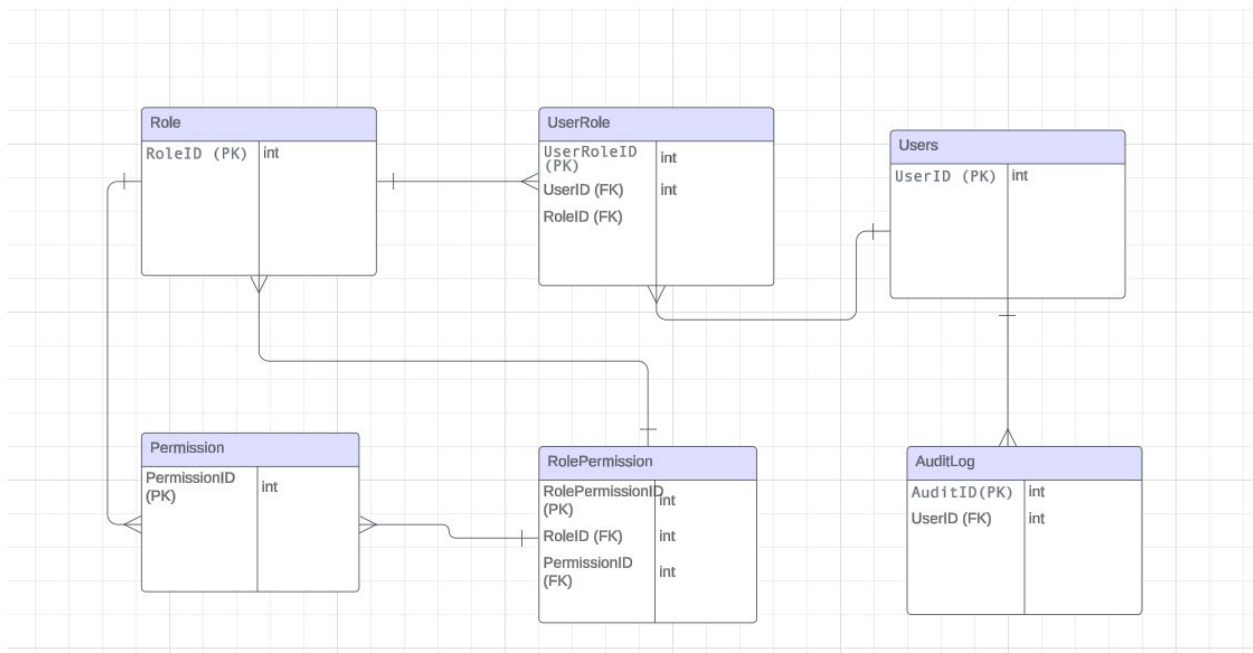 Role
RoleID (PK) int
UserRole
UserRoleID
(PK)
int
UserID (FK) int
RoleID (FK)
Users
UserID (PK) int
Permission
PermissionID
(PK)
int
RolePermission
RolePermissionID
(PK)
int
RoleID (FK) int
PermissionID
(FK)
int
AuditLog
AuditID(PK) int
UserID (FK) int